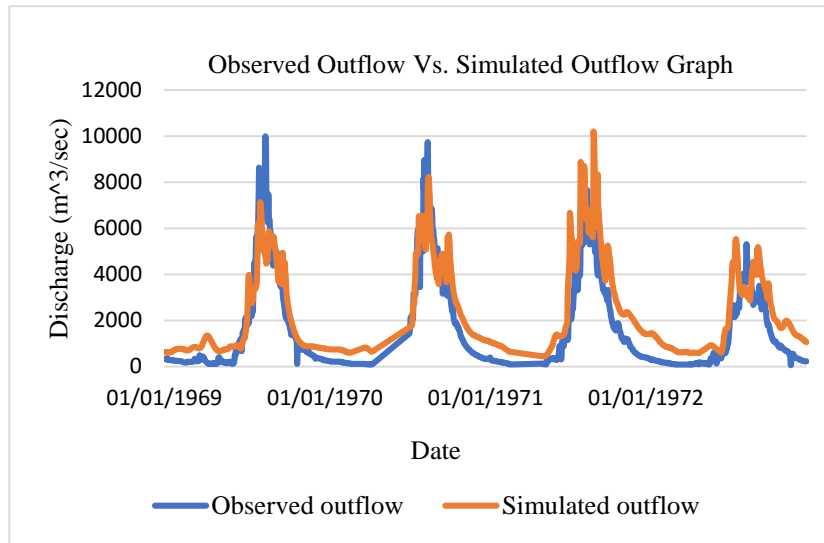 Observed Outflow Vs. Simulated Outflow Graph
12000
10000
8000
6000
4000
2000
0
Discharge (m^3/sec)
01/01/1969 01/01/1970 01/01/1971 01/01/1972
Date
Observed outflow Simulated outflow